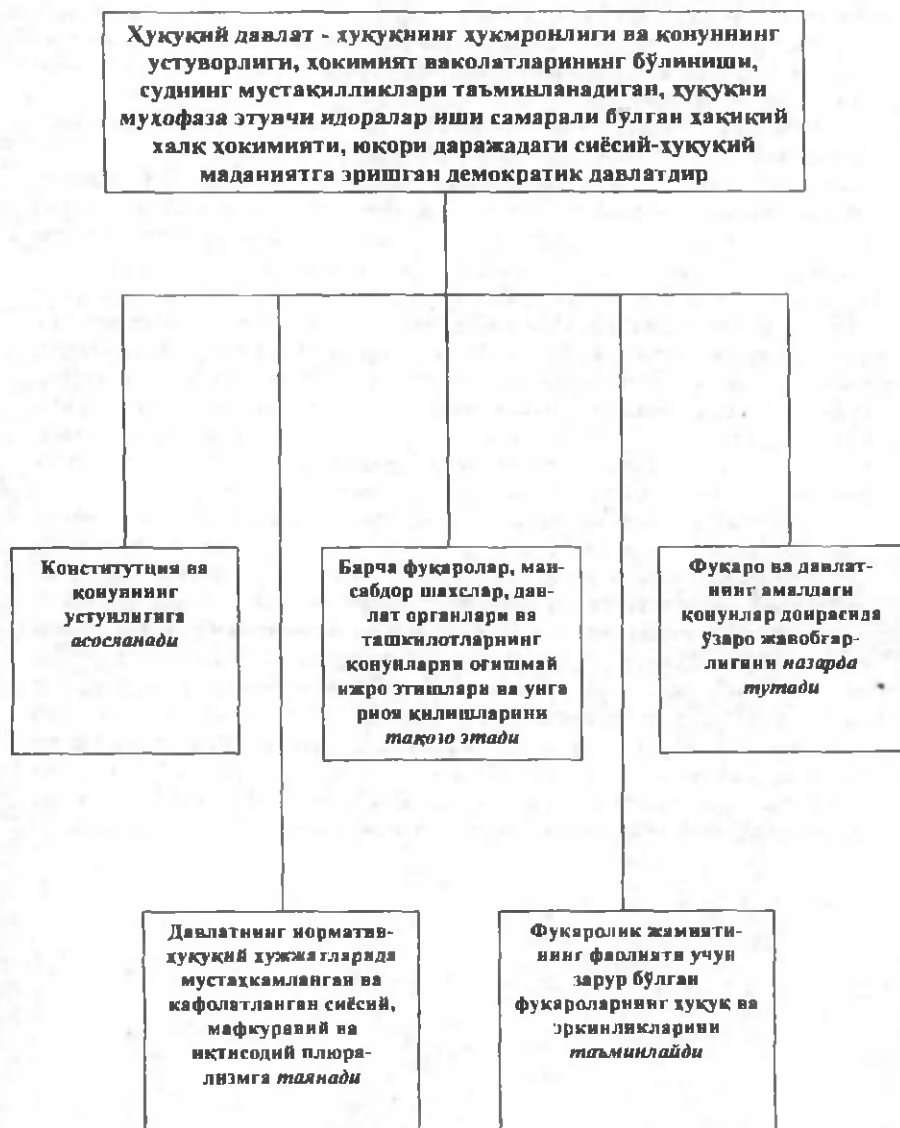 Ҳуқуқий давлат - ҳуқуқнинг ҳукмронлиги ва қонуннинг
устуворлиги, ҳокимият ваколатларининг бўлиниши,
суднинг мустақилликлари таъминланадиган, ҳуқуқни
муҳофаза этувчи идоралар иши самарали бўлган ҳақиқий
халқ ҳокимияти, юқори даражадаги сиёсий-ҳуқуқий
маданиятга эришган демократик давлатдир
Конститутция ва
қонуннинг
устунлигига
асосланади
Барча фуқаролар, ман-
сабдор шахслар, дав-
лат органлари ва
ташкилотларнинг
қонунларни оғишмай
ижро этишлара ва унга
риоя қилишларини
тақозо этади
Фуқаро ва давлат-
нинг амалдаги
қонунлар доирасида
ўзаро жавобгар-
лигини назарда
тутади
Давлатнинг норматив-
ҳуқуқий ҳужжатларида
мустаҳкамланган ва
кафолатланган сиёсий,
мафкуравий ва
иқтисодий плюра-
лизмга таянади
Фуқаролик жамияти-
нинг фаолияти учун
зарур бўлган
фуқароларнинг ҳуқуқ ва
эркинликларини
таъминлайди